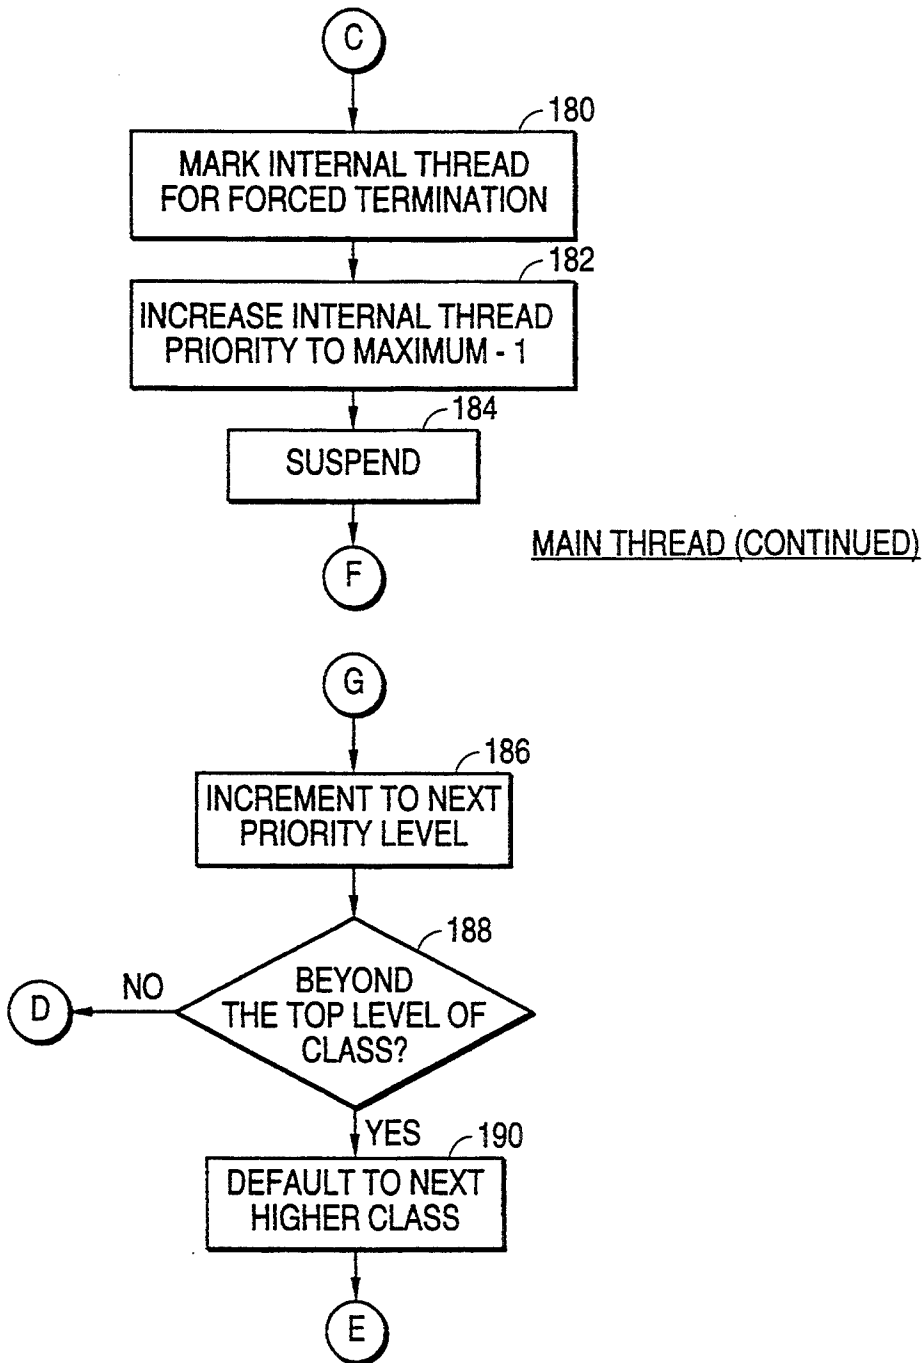 C
180
MARK INTERNAL THREAD
FOR FORCED TERMINATION
182
INCREASE INTERNAL THREAD
PRIORITY TO MAXIMUM - 1
184
SUSPEND
F
MAIN THREAD (CONTINUED)
G
186
INCREMENT TO NEXT
PRIORITY LEVEL
188
BEYOND
THE TOP LEVEL OF
CLASS?
NO
D
YES
190
DEFAULT TO NEXT
HIGHER CLASS
E